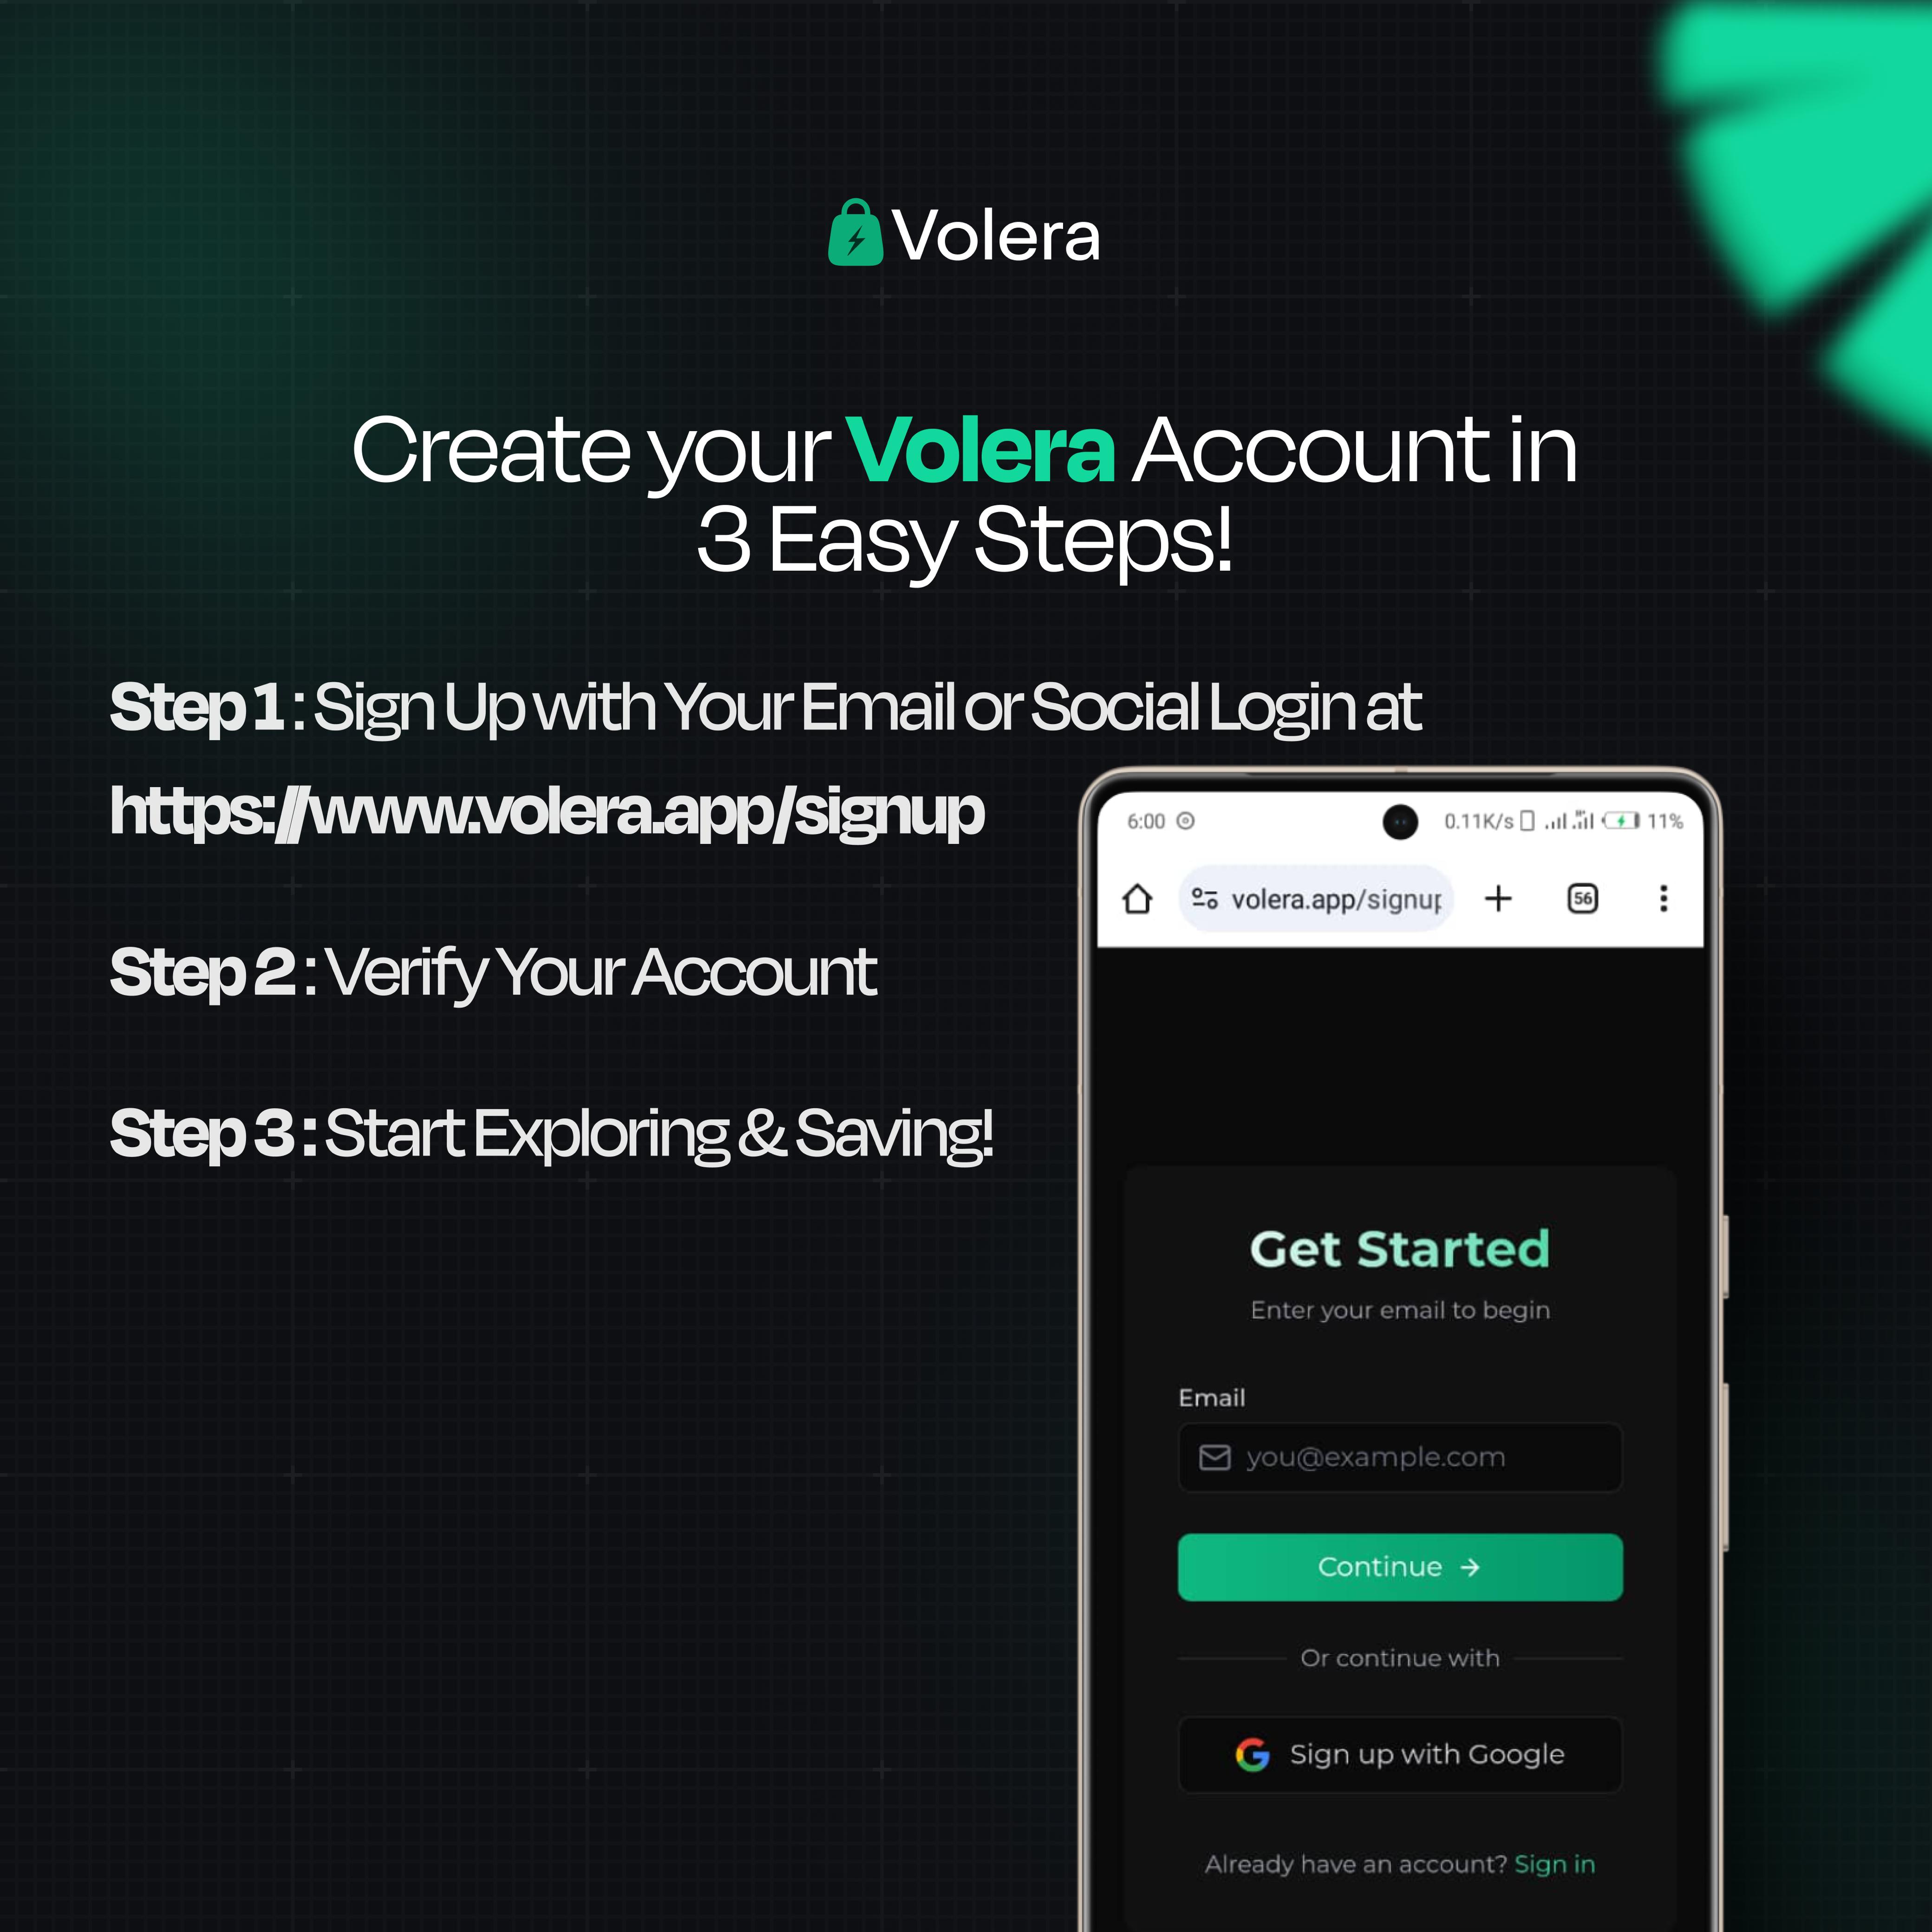 Volera
Create your Volera Account in
3 Easy Steps!
Step 1 : Sign Up with Your Email or Social Login at
https://www.volera.app/signup
Step 2 : Verify Your Account
Step 3 : Start Exploring & Saving!
6:00 0.11K/s 11%
volera.app/signup 56
Get Started
Enter your email to begin
Email
you@example.com
Continue →
Or continue with
Sign up with Google
Already have an account? Sign in